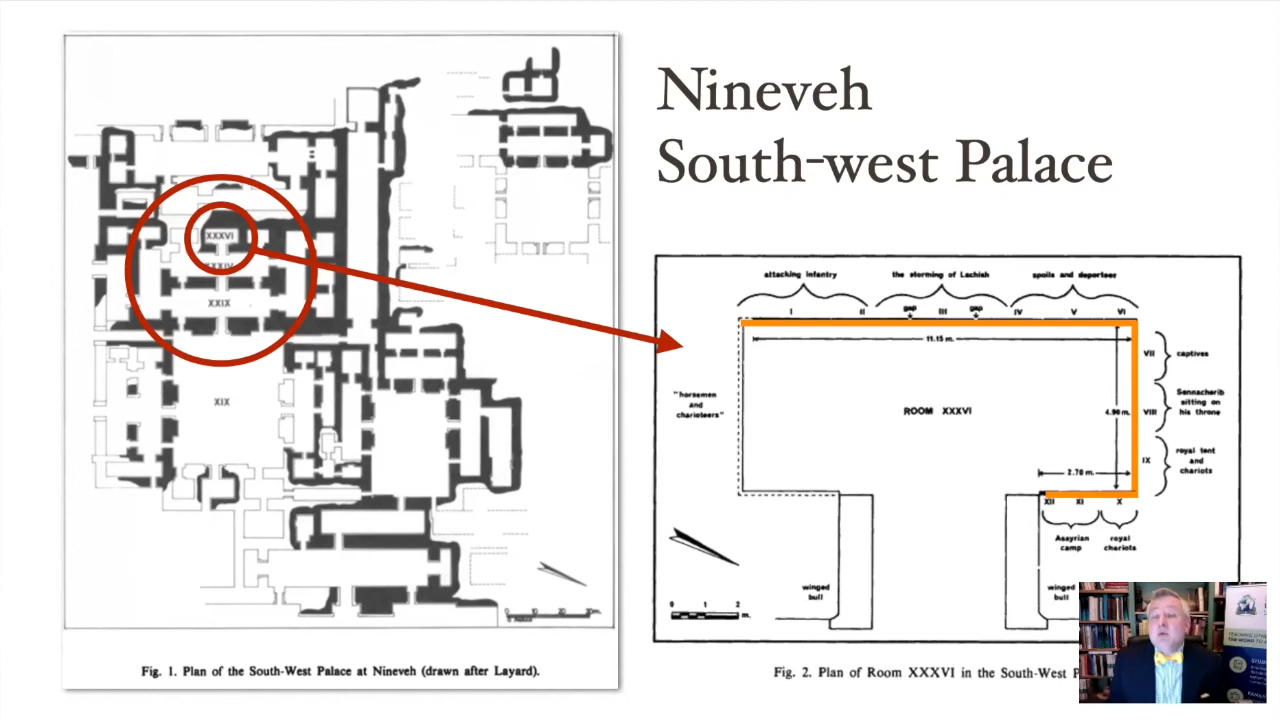 Nineveh
South-west Palace
XXXVI
XXIX
XIX
Fig. 1. Plan of the South-West Palace at Nineveh (drawn after Layard).
attacking infantry
the storming of Lachish
spoils and deporteer
I
II
gap
III
gap
IV
V
VI
11.15 m.
VII
captives
"horsemen
and
charioteers"
ROOM XXXVI
4.90 m.
VIII
Sennacherib
sitting on
his throne
IX
royal tent
and
chariots
2.70 m.
XII
XI
X
Assyrian
camp
royal
chariots
winged
bull
winged
bull
0 1 2
m.
Fig. 2. Plan of Room XXXVI in the South-West P